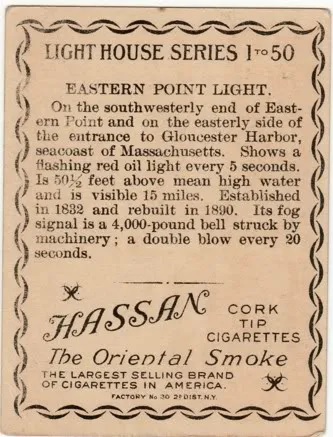 LIGHT HOUSE SERIES 1 TO 50
EASTERN POINT LIGHT.
On the southwesterly end of East-
ern Point and on the easterly side of
the entrance to Gloucester Harbor,
seacoast of Massachusetts. Shows a
flashing red oil light every 5 seconds.
Is 50½ feet above mean high water
and is visible 15 miles. Established
in 1832 and rebuilt in 1890. Its fog
signal is a 4,000-pound bell struck by
machinery; a double blow every 20
seconds.
HASSAN
CORK
TIP
CIGARETTES
The Oriental Smoke
THE LARGEST SELLING BRAND
OF CIGARETTES IN AMERICA.
FACTORY No 30 2D DIST. N.Y.